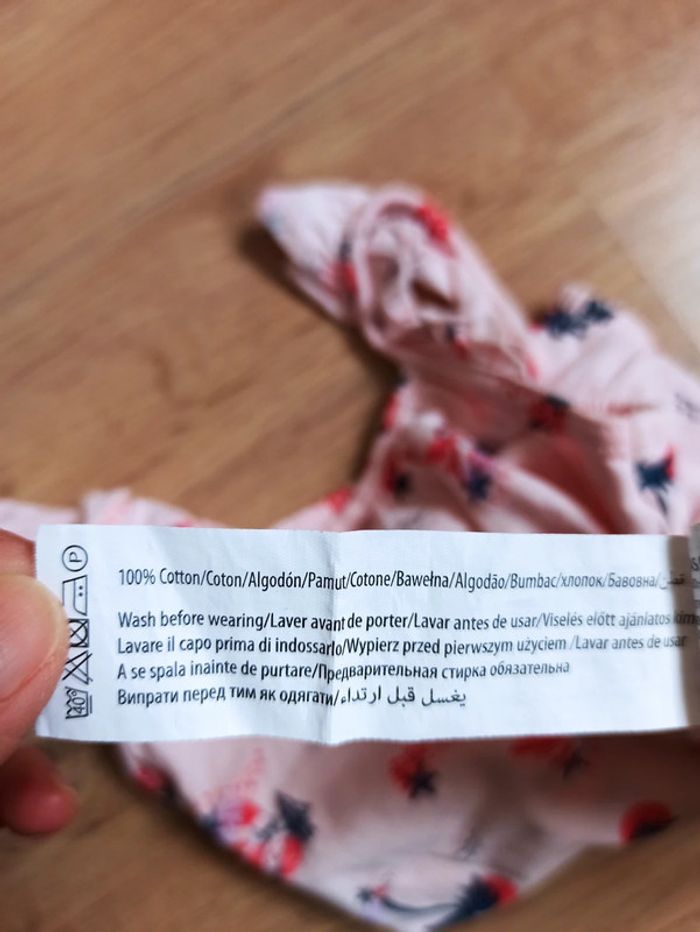 100% Cotton/Coton/Algodón/Pamut/Cotone/Bawełna/Algodão/Bumbac/хлопок/Бавовна/
Wash before wearing/Laver avant de porter/Lavar antes de usar/Viselés előtt ajánlatos
Lavare il capo prima di indossarlo/Wypierz przed pierwszym użyciem /Lavar antes de usar
A se spala inainte de purtare/Предварительная стирка обязательна
Випрати перед тим як одягати/يغسل قبل ارتداء
40°
P